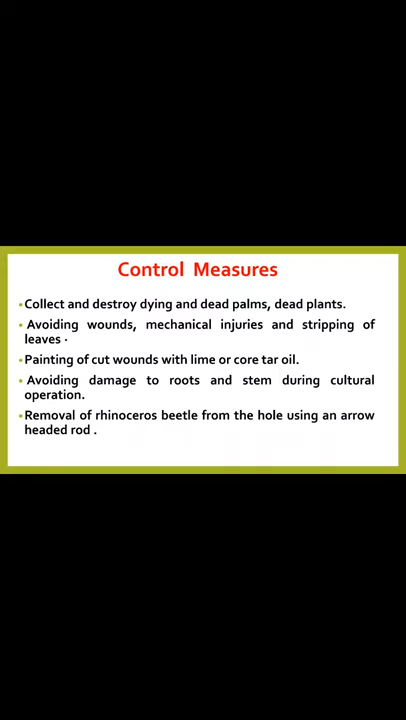 Control Measures
•Collect and destroy dying and dead palms, dead plants.
• Avoiding wounds, mechanical injuries and stripping of
leaves .
•Painting of cut wounds with lime or core tar oil.
• Avoiding damage to roots and stem during cultural
operation.
•Removal of rhinoceros beetle from the hole using an arrow
headed rod .